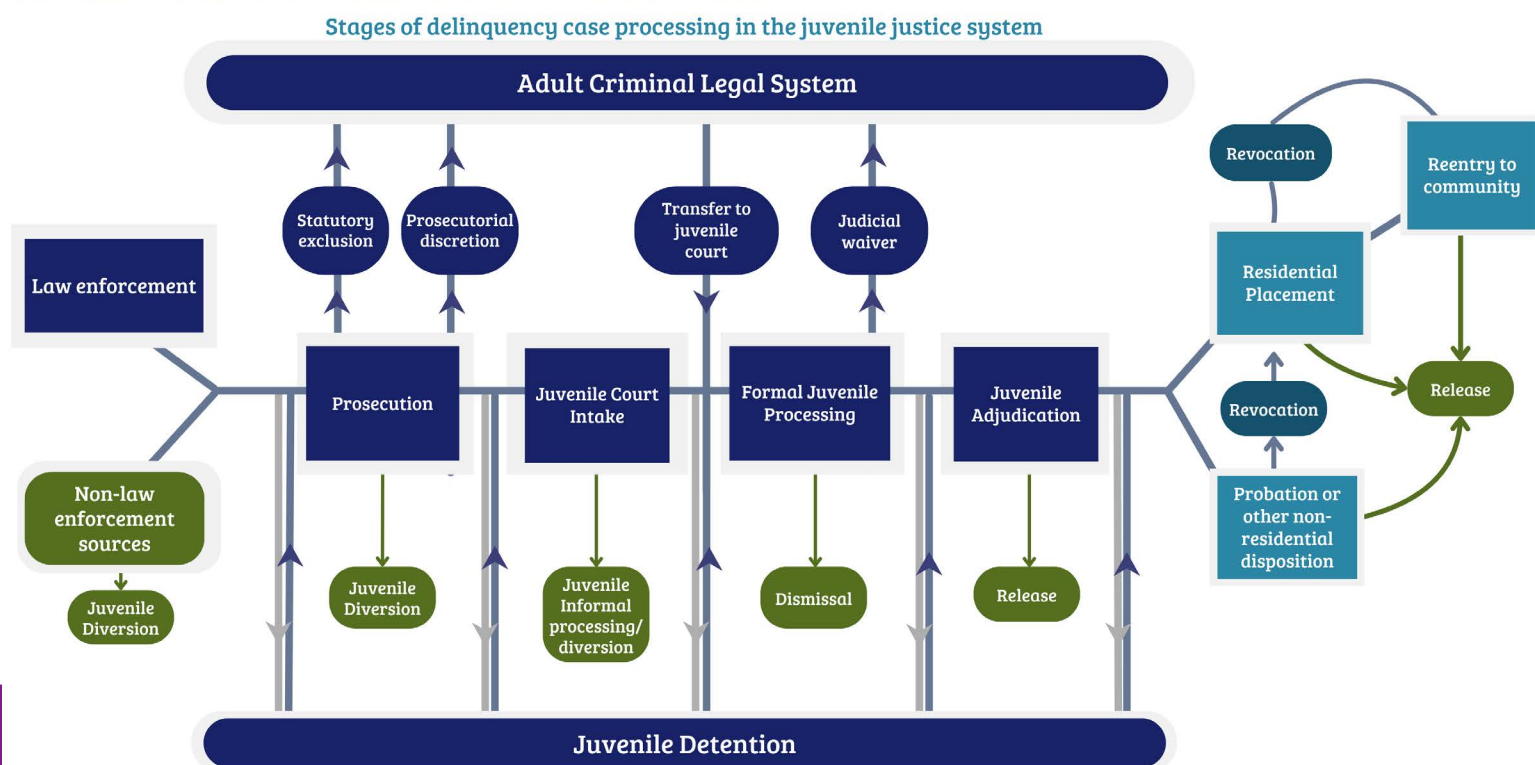 Stages of delinquency case processing in the juvenile justice system
Adult Criminal Legal System
Statutory
exclusion
Prosecutorial
discretion
Transfer to
juvenile
court
Judicial
waiver
Revocation
Reentry to
community
Law enforcement
Residential
Placement
Prosecution
Juvenile Court
Intake
Formal Juvenile
Processing
Juvenile
Adjudication
Revocation
Release
Non-law
enforcement
sources
Probation or
other non-
residential
disposition
Juvenile
Diversion
Juvenile
Diversion
Juvenile
Informal
processing/
diversion
Dismissal
Release
Juvenile Detention